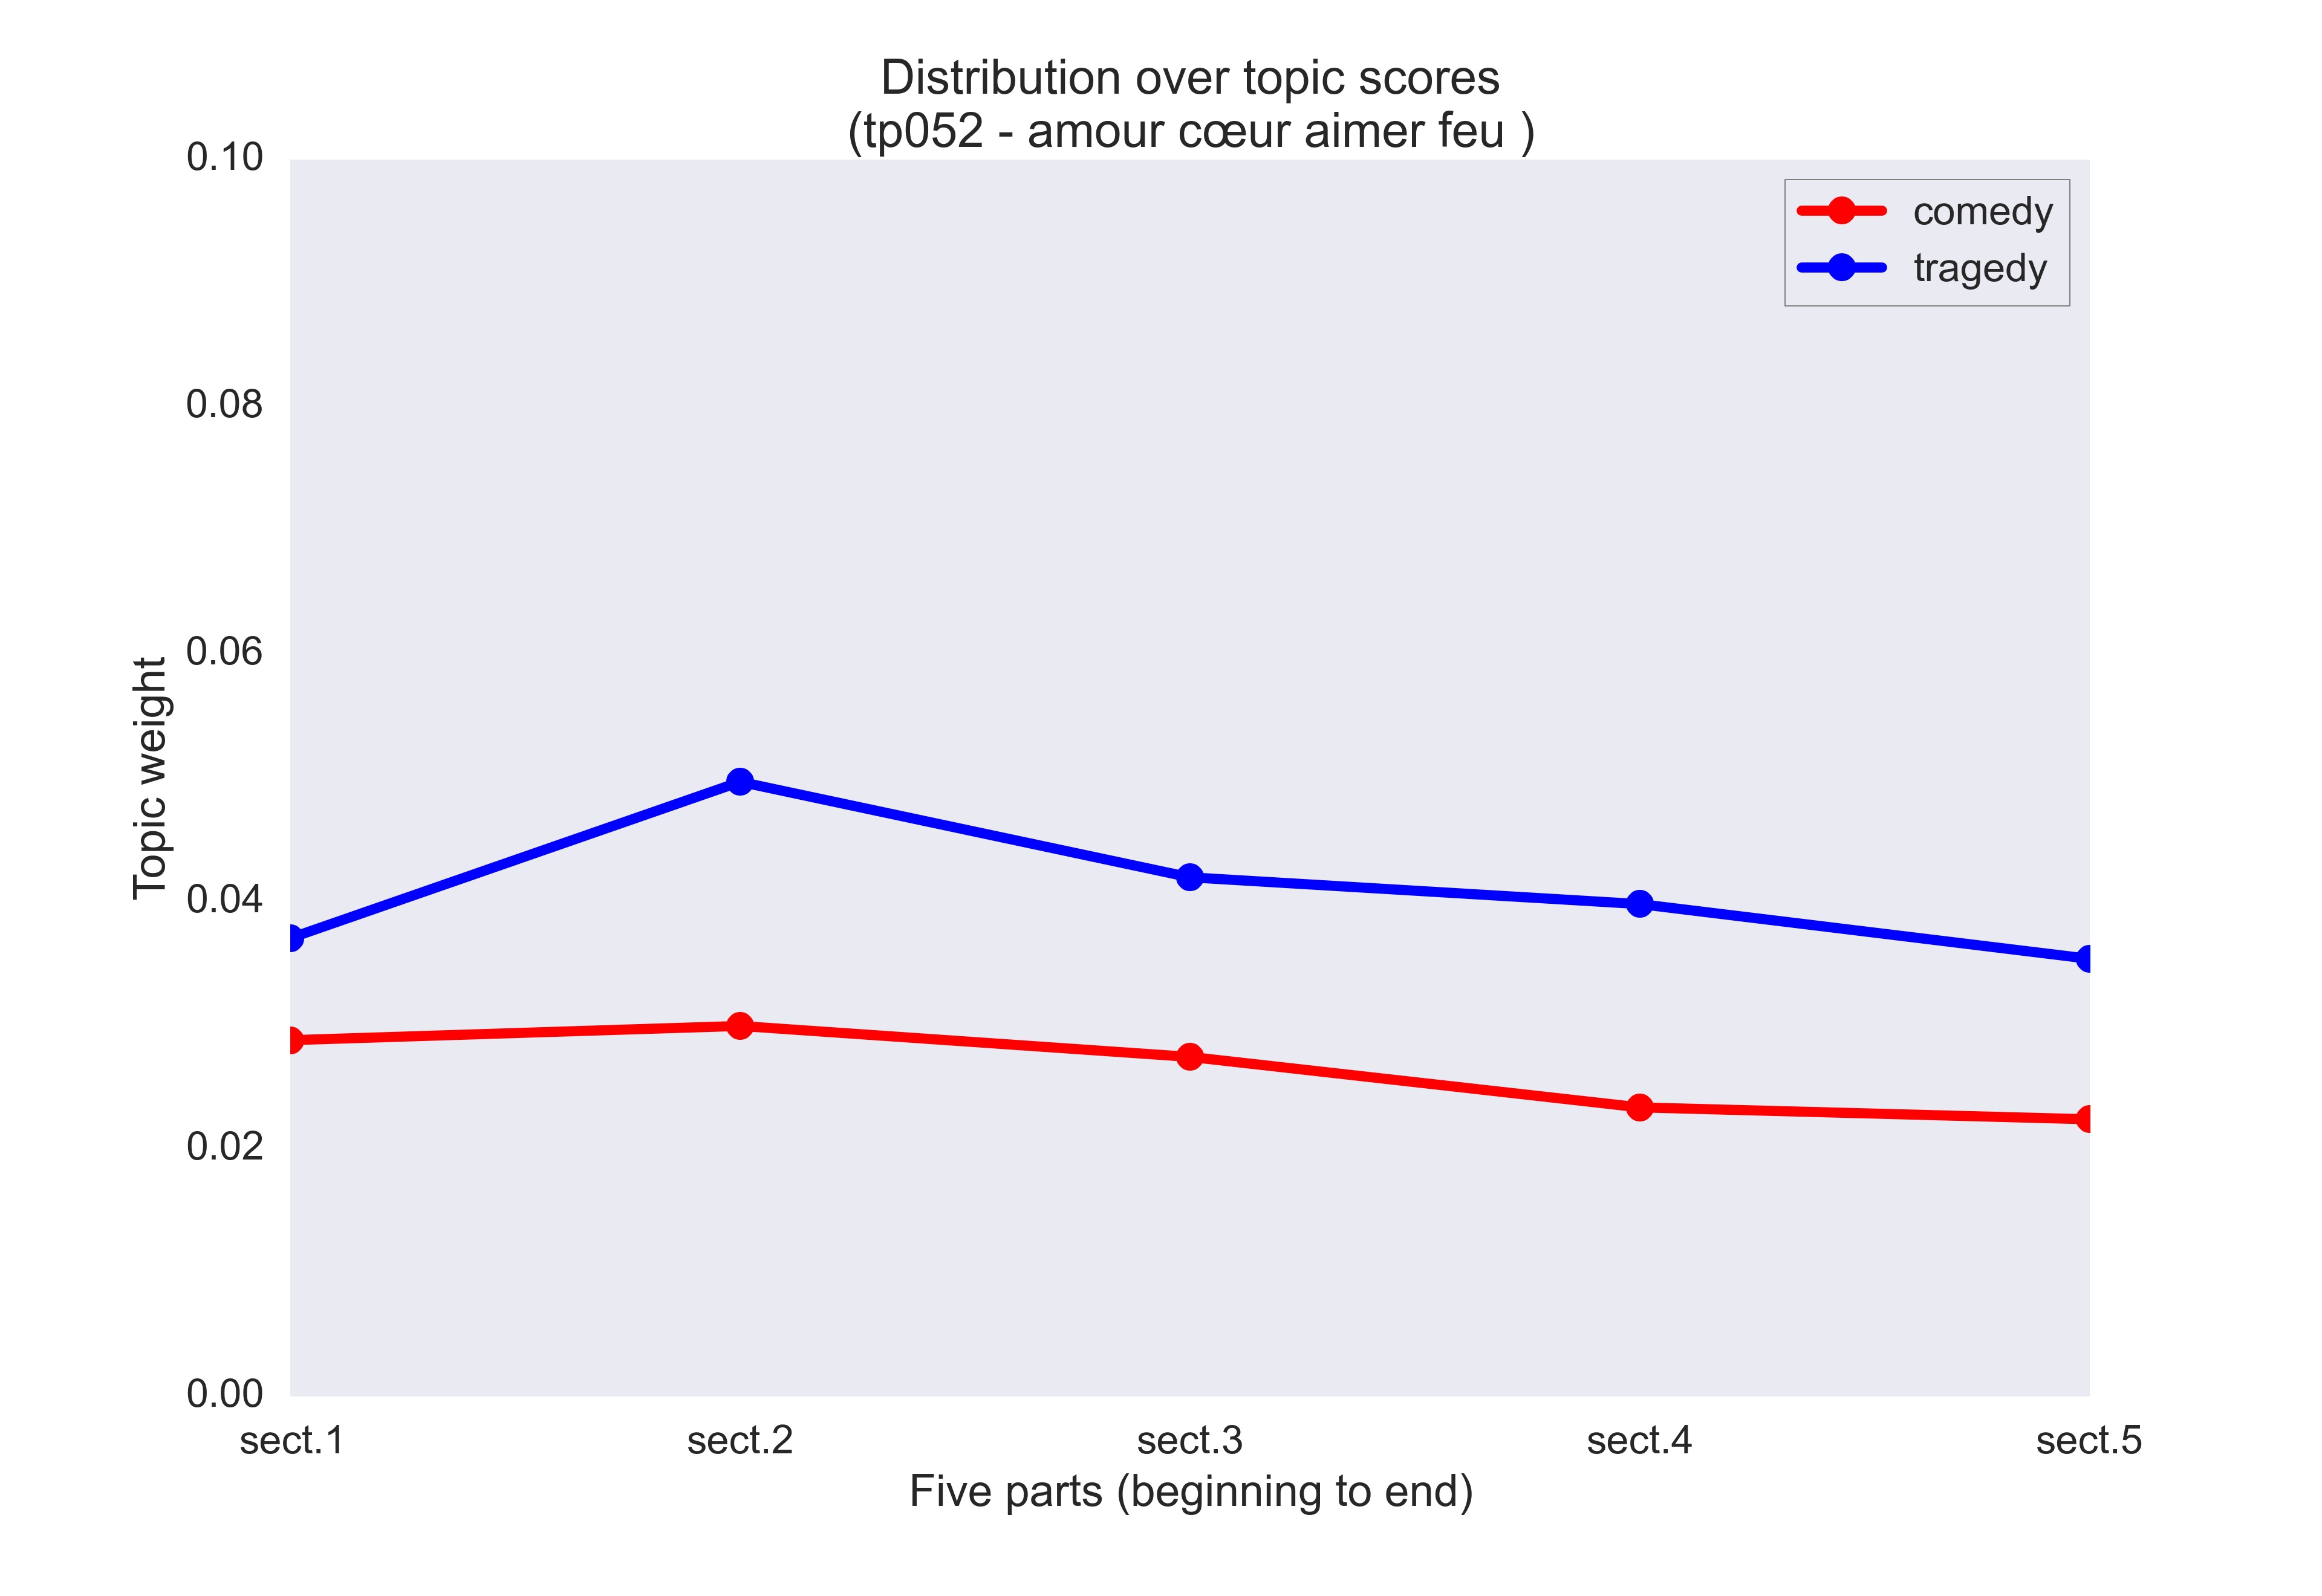 Distribution over topic scores
(tp052 - amour cœur aimer feu )
0.10
0.08
0.06
0.04
0.02
0.00
Topic weight
comedy
tragedy
sect.1 sect.2 sect.3 sect.4 sect.5
Five parts (beginning to end)